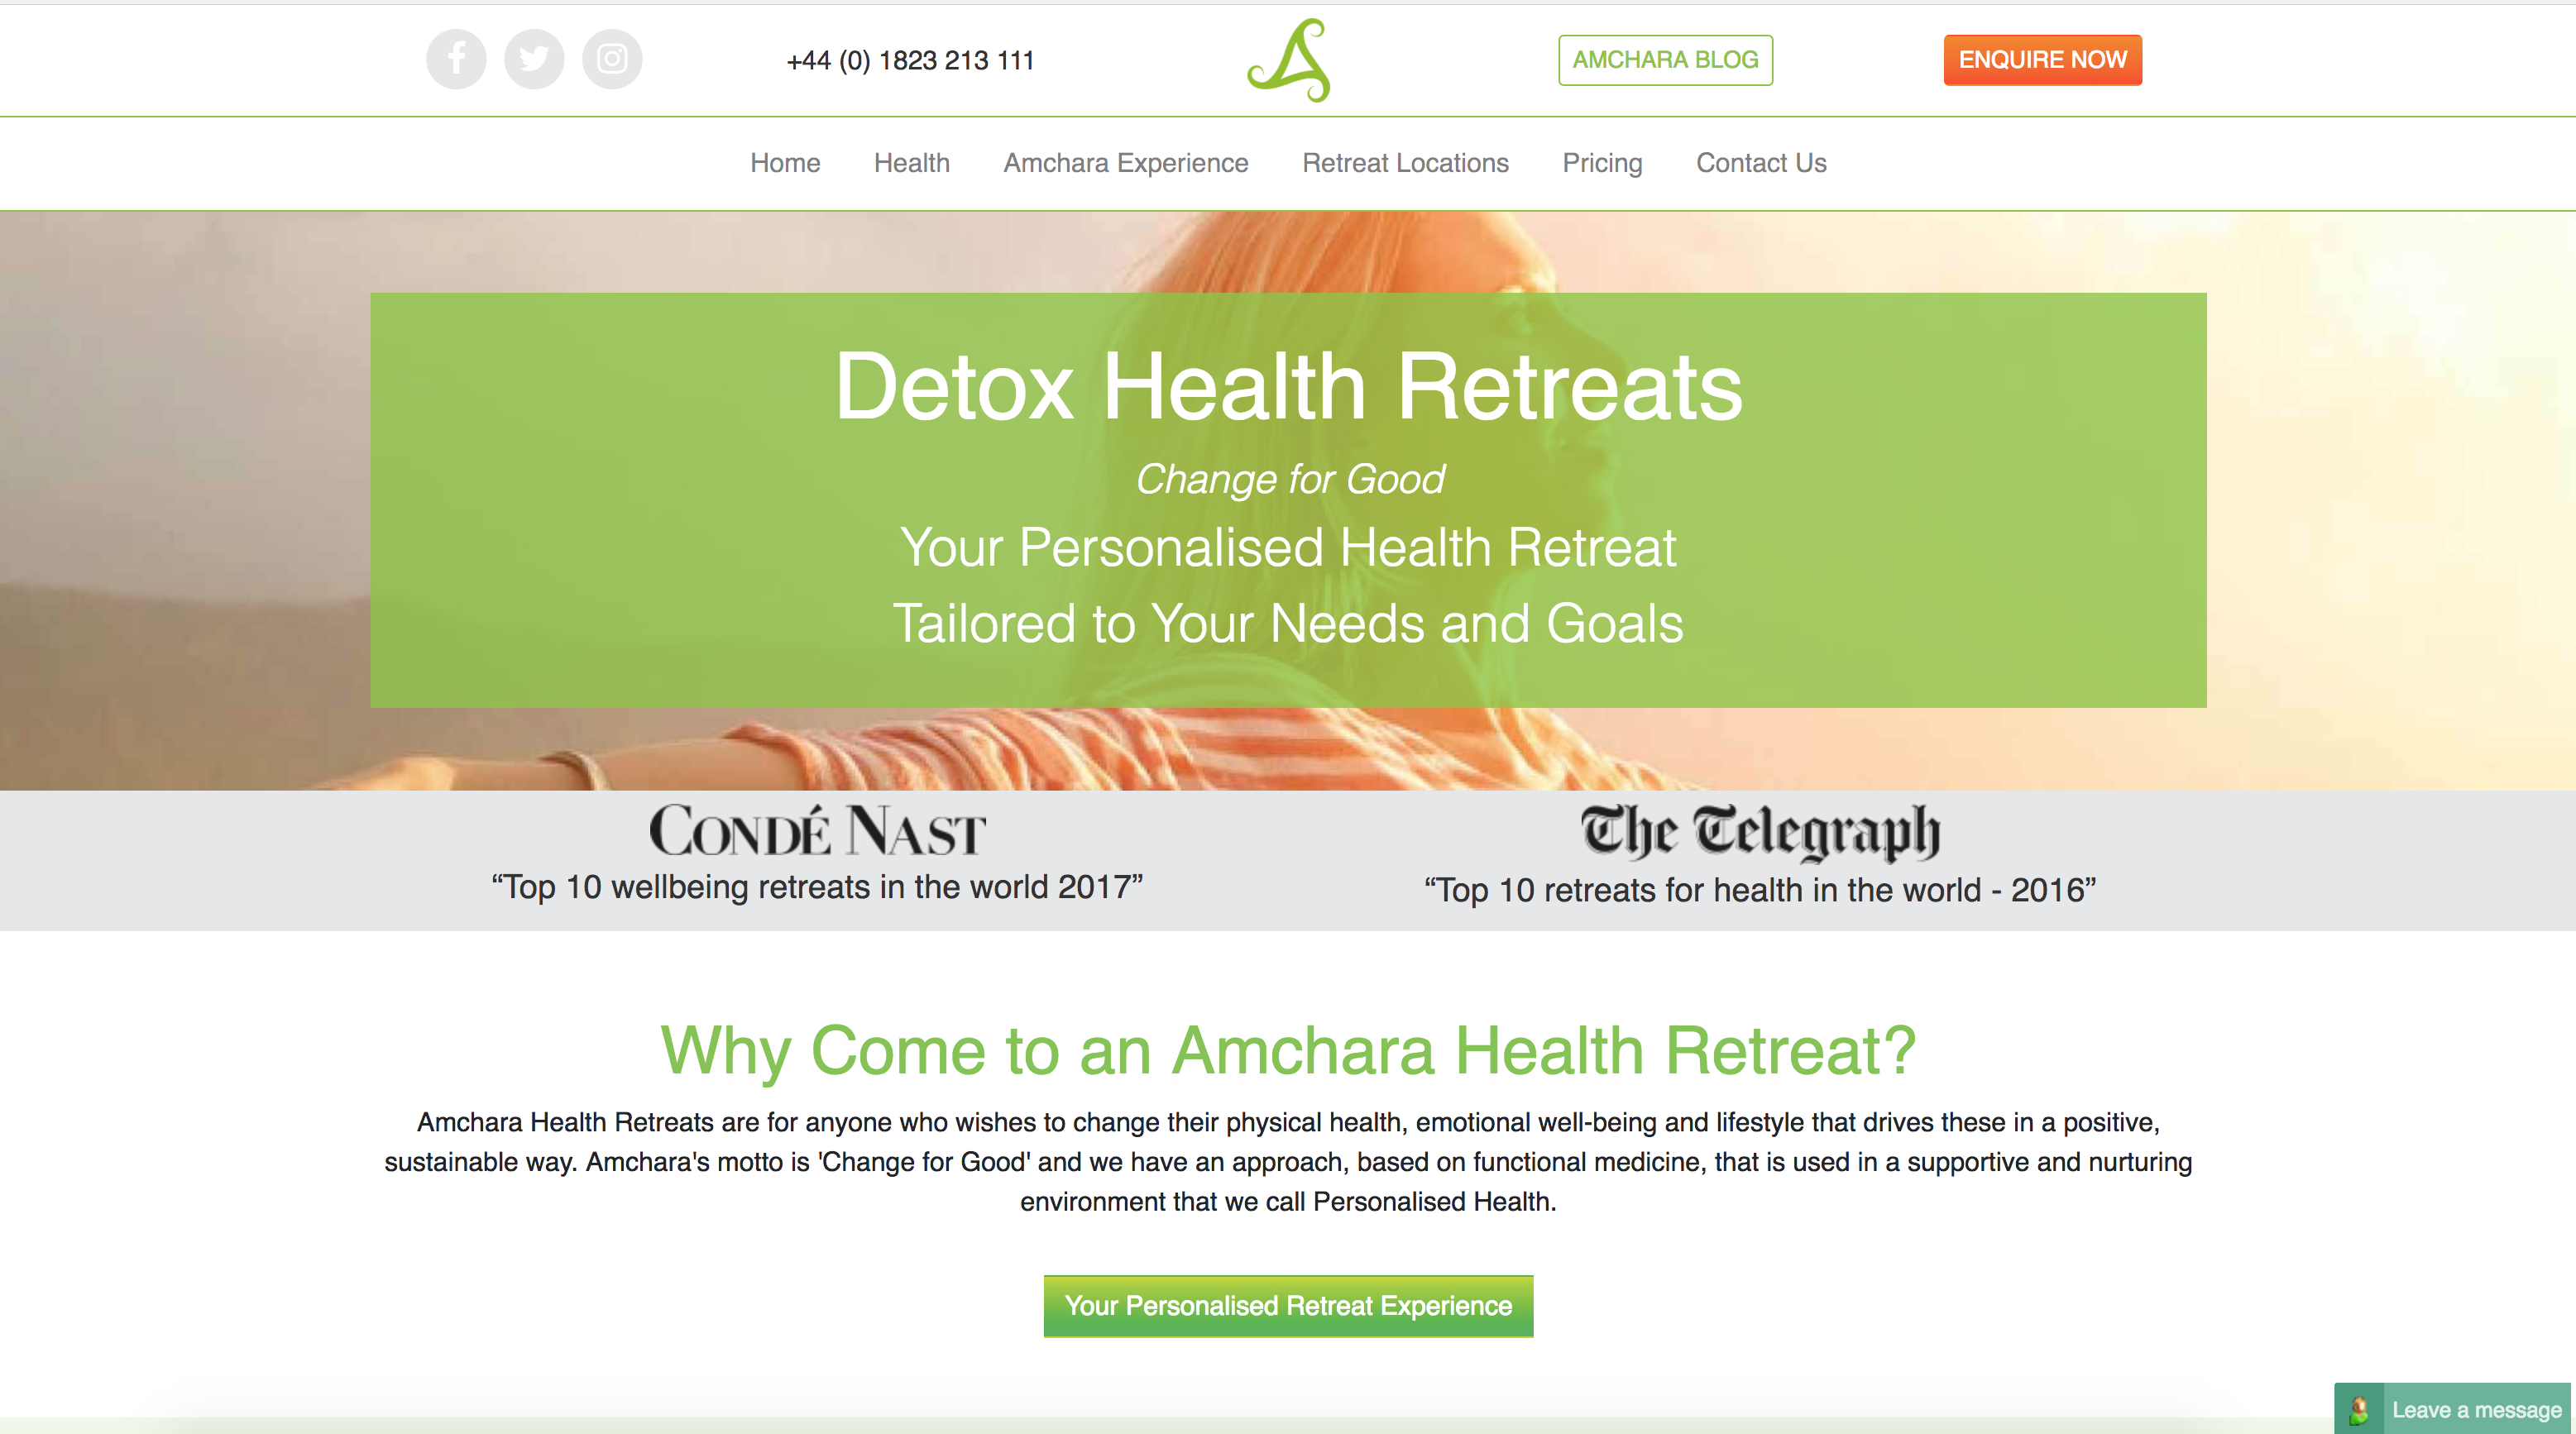 +44 (0) 1823 213 111
AMCHARA BLOG
ENQUIRE NOW
Home
Health
Amchara Experience
Retreat Locations
Pricing
Contact Us
Detox Health Retreats
Change for Good
Your Personalised Health Retreat
Tailored to Your Needs and Goals
CONDÉ NAST
“Top 10 wellbeing retreats in the world 2017”
The Telegraph
“Top 10 retreats for health in the world - 2016”
Why Come to an Amchara Health Retreat?
Amchara Health Retreats are for anyone who wishes to change their physical health, emotional well-being and lifestyle that drives these in a positive,
sustainable way. Amchara's motto is 'Change for Good' and we have an approach, based on functional medicine, that is used in a supportive and nurturing
environment that we call Personalised Health.
Your Personalised Retreat Experience
Leave a message